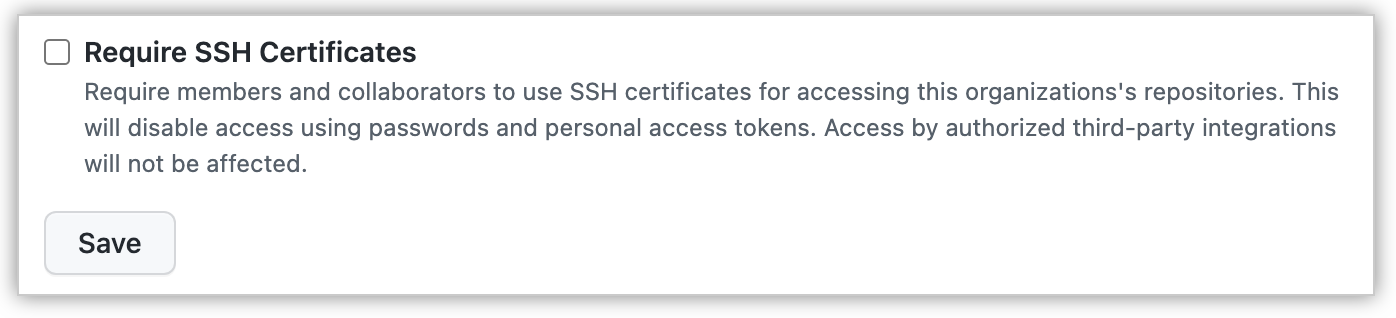 Require SSH Certificates
Require members and collaborators to use SSH certificates for accessing this organizations's repositories. This
will disable access using passwords and personal access tokens. Access by authorized third-party integrations
will not be affected.
Save